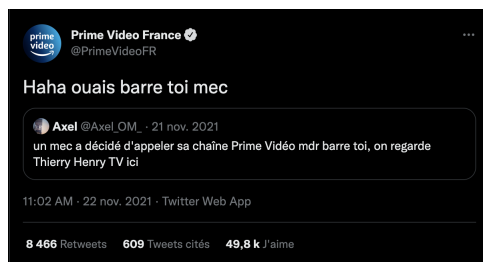 prime
video
Prime Video France
@PrimeVideoFR
Haha ouais barre toi mec
Axel @Axel_OM_ · 21 nov. 2021
un mec a décidé d'appeler sa chaîne Prime Vidéo mdr barre toi, on regarde
Thierry Henry TV ici
11:02 AM · 22 nov. 2021 · Twitter Web App
8 466 Retweets 609 Tweets cités 49,8 k J'aime